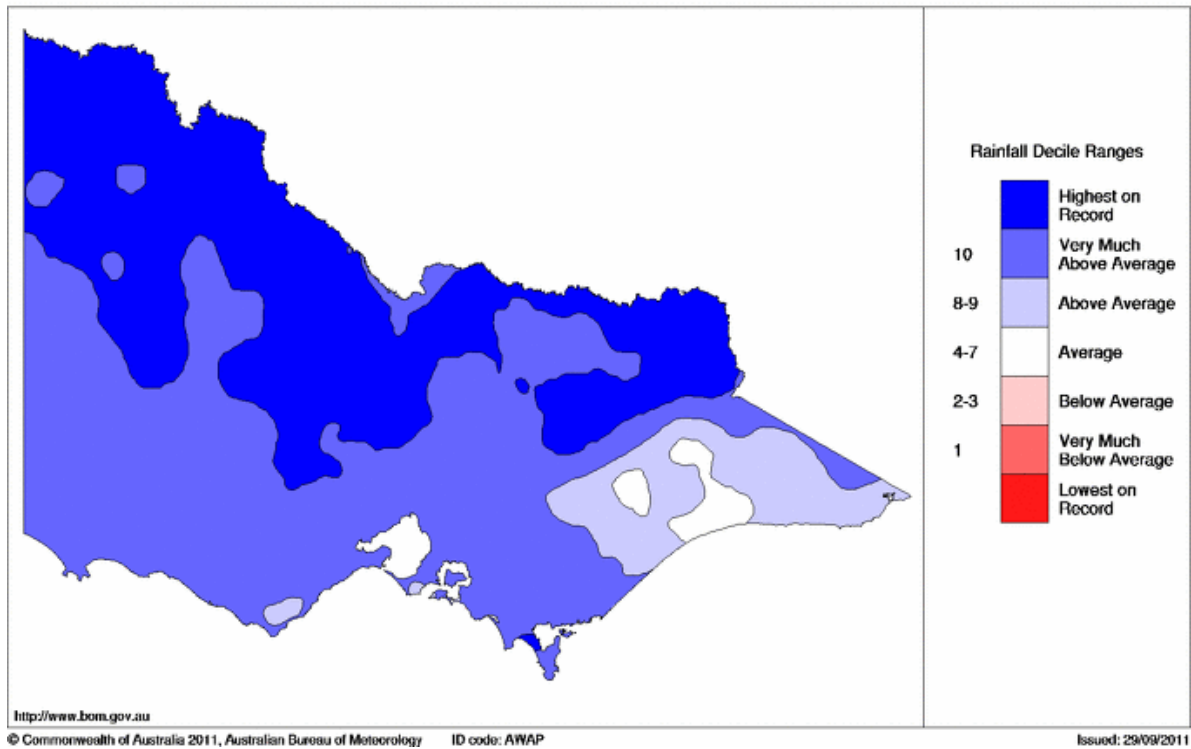 Rainfall Decile Ranges
Highest on
Record
10
Very Much
Above Average
8-9
Above Average
4-7
Average
2-3
Below Average
1
Very Much
Below Average
Lowest on
Record
http://www.bom.gov.au
© Commonwealth of Australia 2011, Australian Bureau of Meteorology
ID code: AWAP
Issued: 29/09/2011